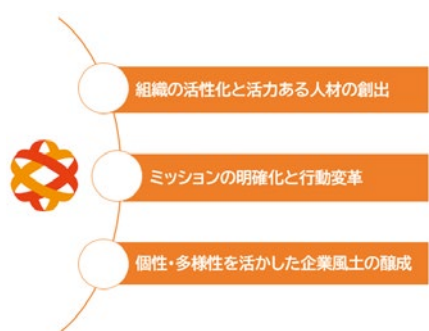 組織の活性化と活力ある人材の創出
ミッションの明確化と行動変革
個性・多様性を活かした企業風土の醸成